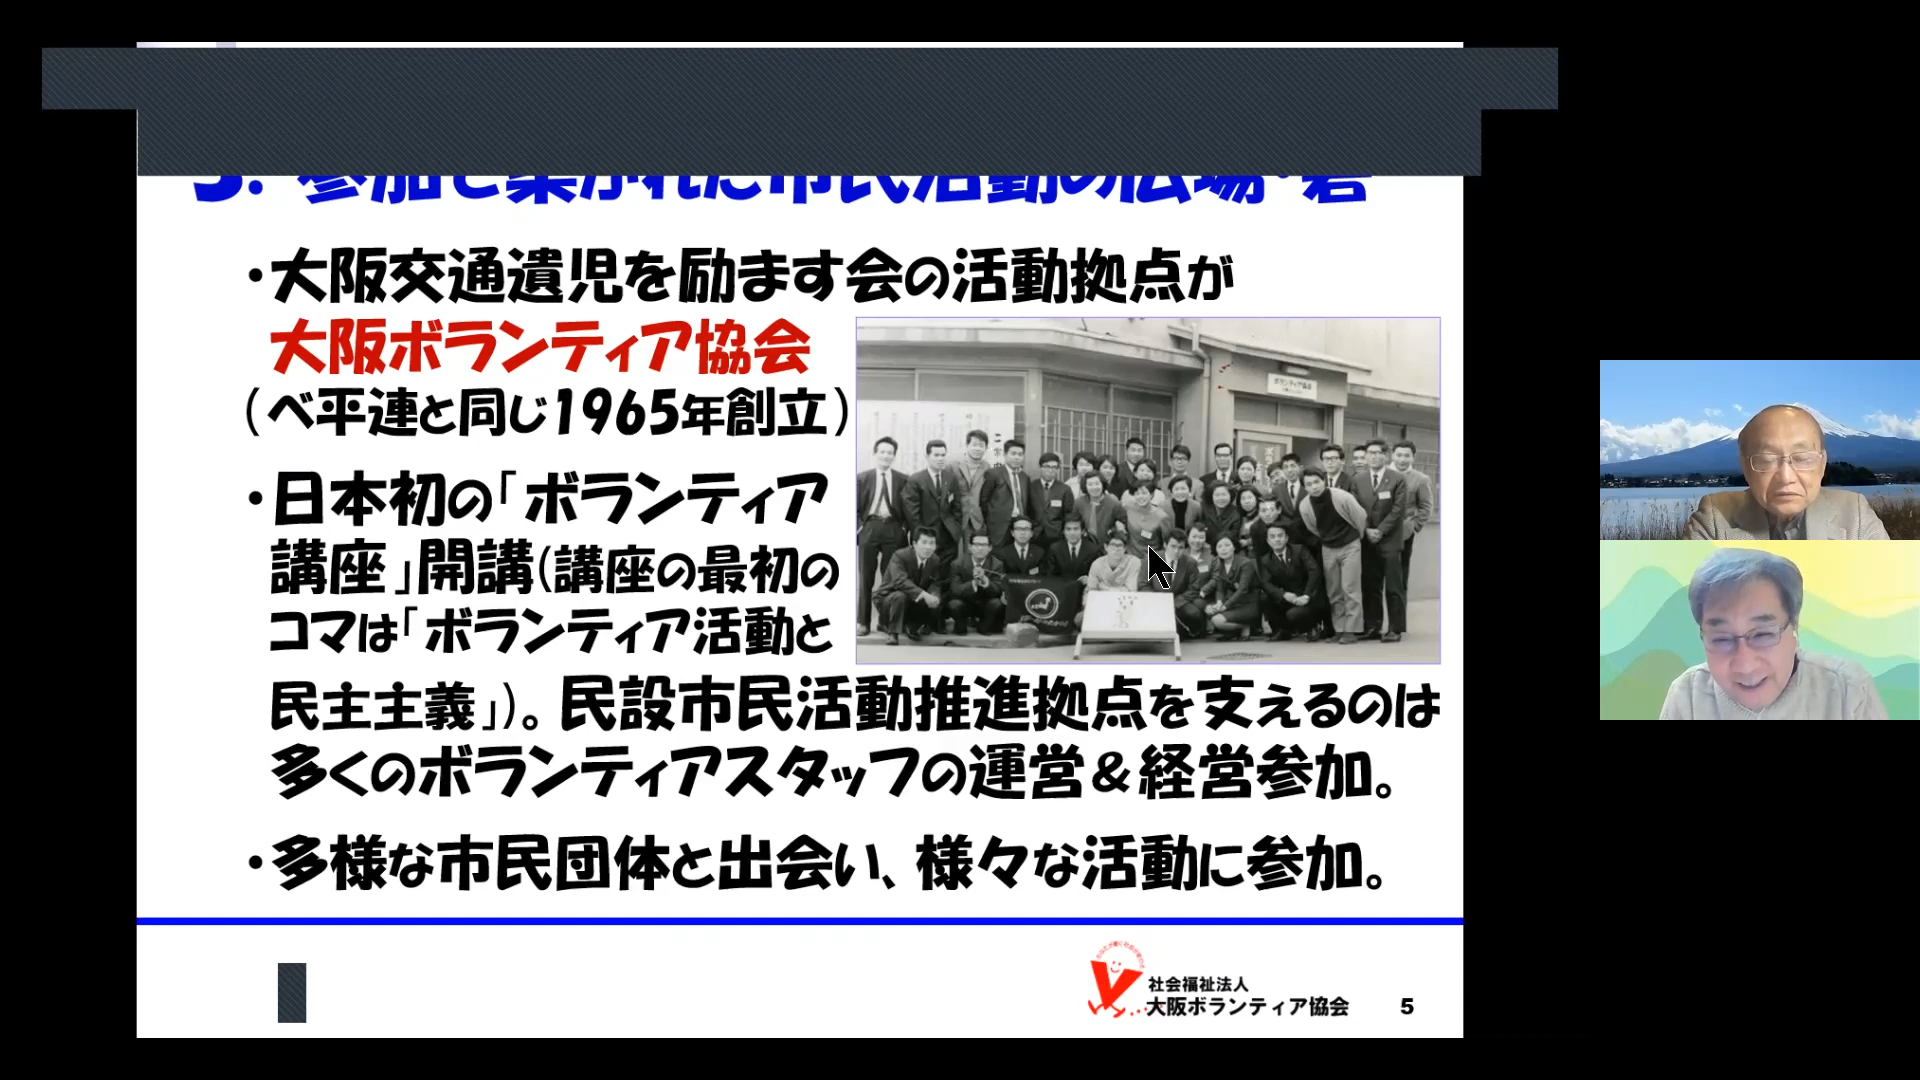 ・大阪交通遺児を励ます会の活動拠点が
大阪ボランティア協会
（べ平連と同じ1965年創立）
・日本初の「ボランティア
講座」開講(講座の最初の
コマは「ボランティア活動と
民主主義」)。民設市民活動推進拠点を支えるのは
多くのボランティアスタッフの運営＆経営参加。
・多様な市民団体と出会い、様々な活動に参加。
社会福祉法人
大阪ボランティア協会
5